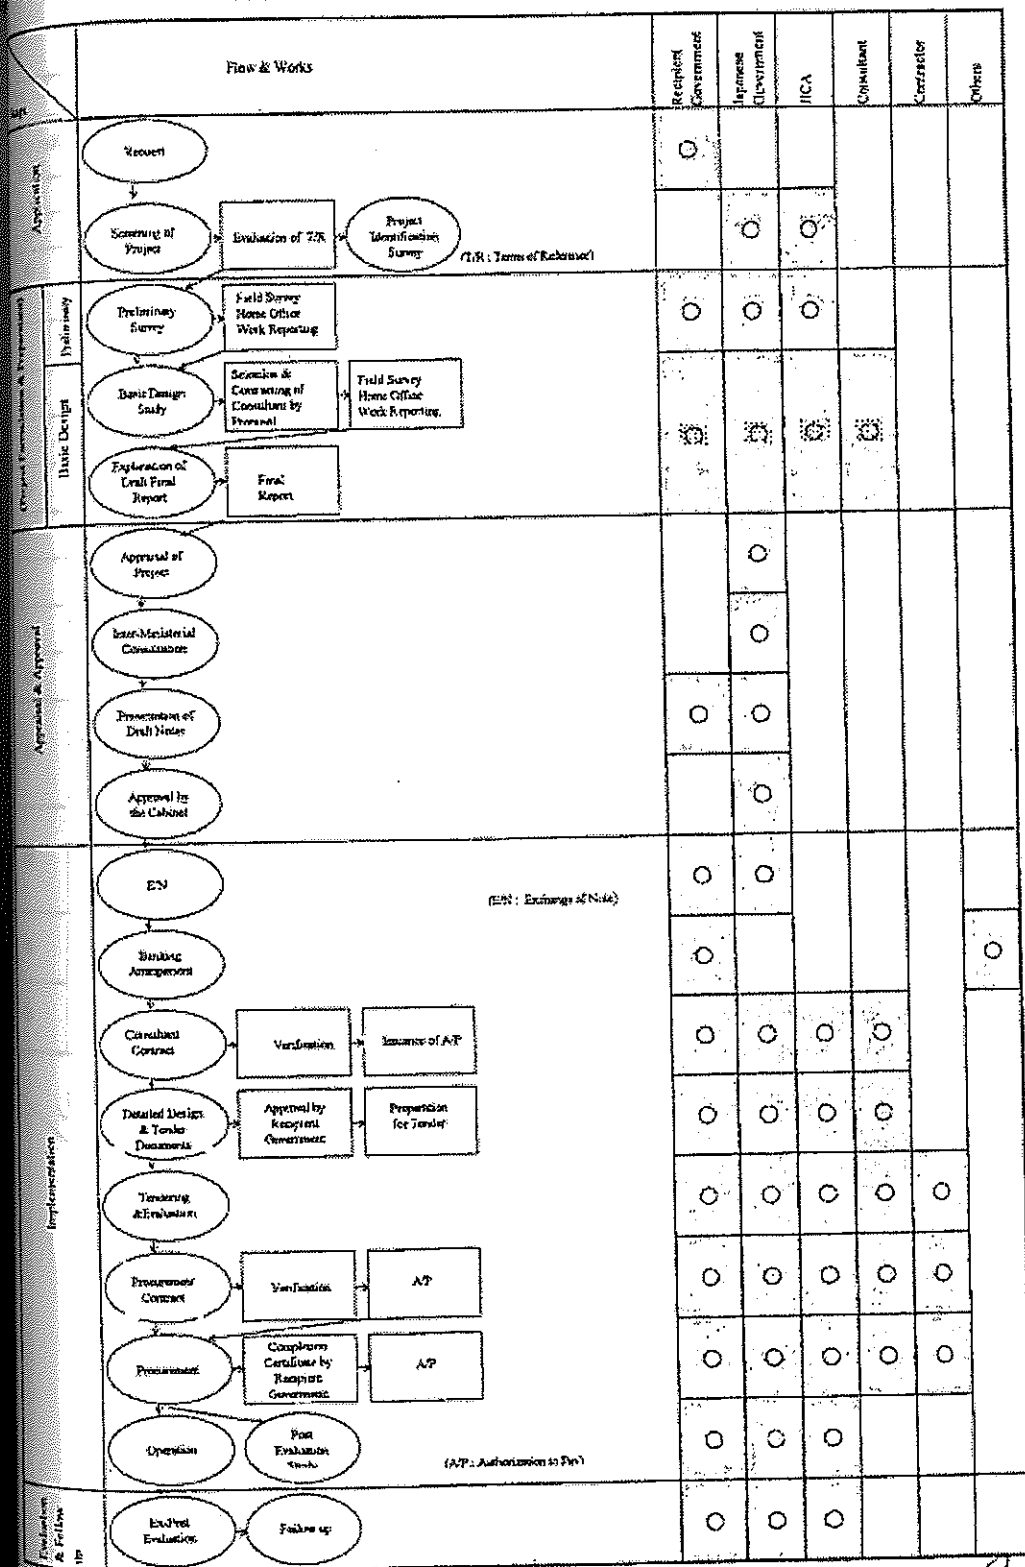 Flow & Works
Recipient
Government
Japanese
Government
JICA
Consultant
Contractor
Others
Application
Request
Screening of
Project
Evaluation of T/R
Project
Identification
Survey
(T/R : Terms of Reference)
Preliminary
Preliminary
Survey
Field Survey
Home Office
Work Reporting
Basic Design
Basic Design
Study
Selection &
Contracting of
Consultant by
Proposal
Field Survey
Home Office
Work Reporting
Explanation of
Draft Final
Report
Final
Report
Appraisal & Approval
Appraisal of
Project
Inter-Ministerial
Consultation
Presentation of
Draft Notes
Approval by
the Cabinet
Implementation
E/N
(E/N : Exchange of Note)
Banking
Arrangement
Consultant
Contract
Verification
Issuance of A/P
Detailed Design
& Tender
Documents
Approval by
Recipient
Government
Preparation
for Tender
Tendering
& Evaluation
Procurement
Contract
Verification
A/P
Procurement
Completion
Certificate by
Recipient
Government
A/P
Operation
Post
Evaluation
Study
(A/P : Authorization to Pay)
Evaluation
& Follow
up
Ex-Post
Evaluation
Follow up